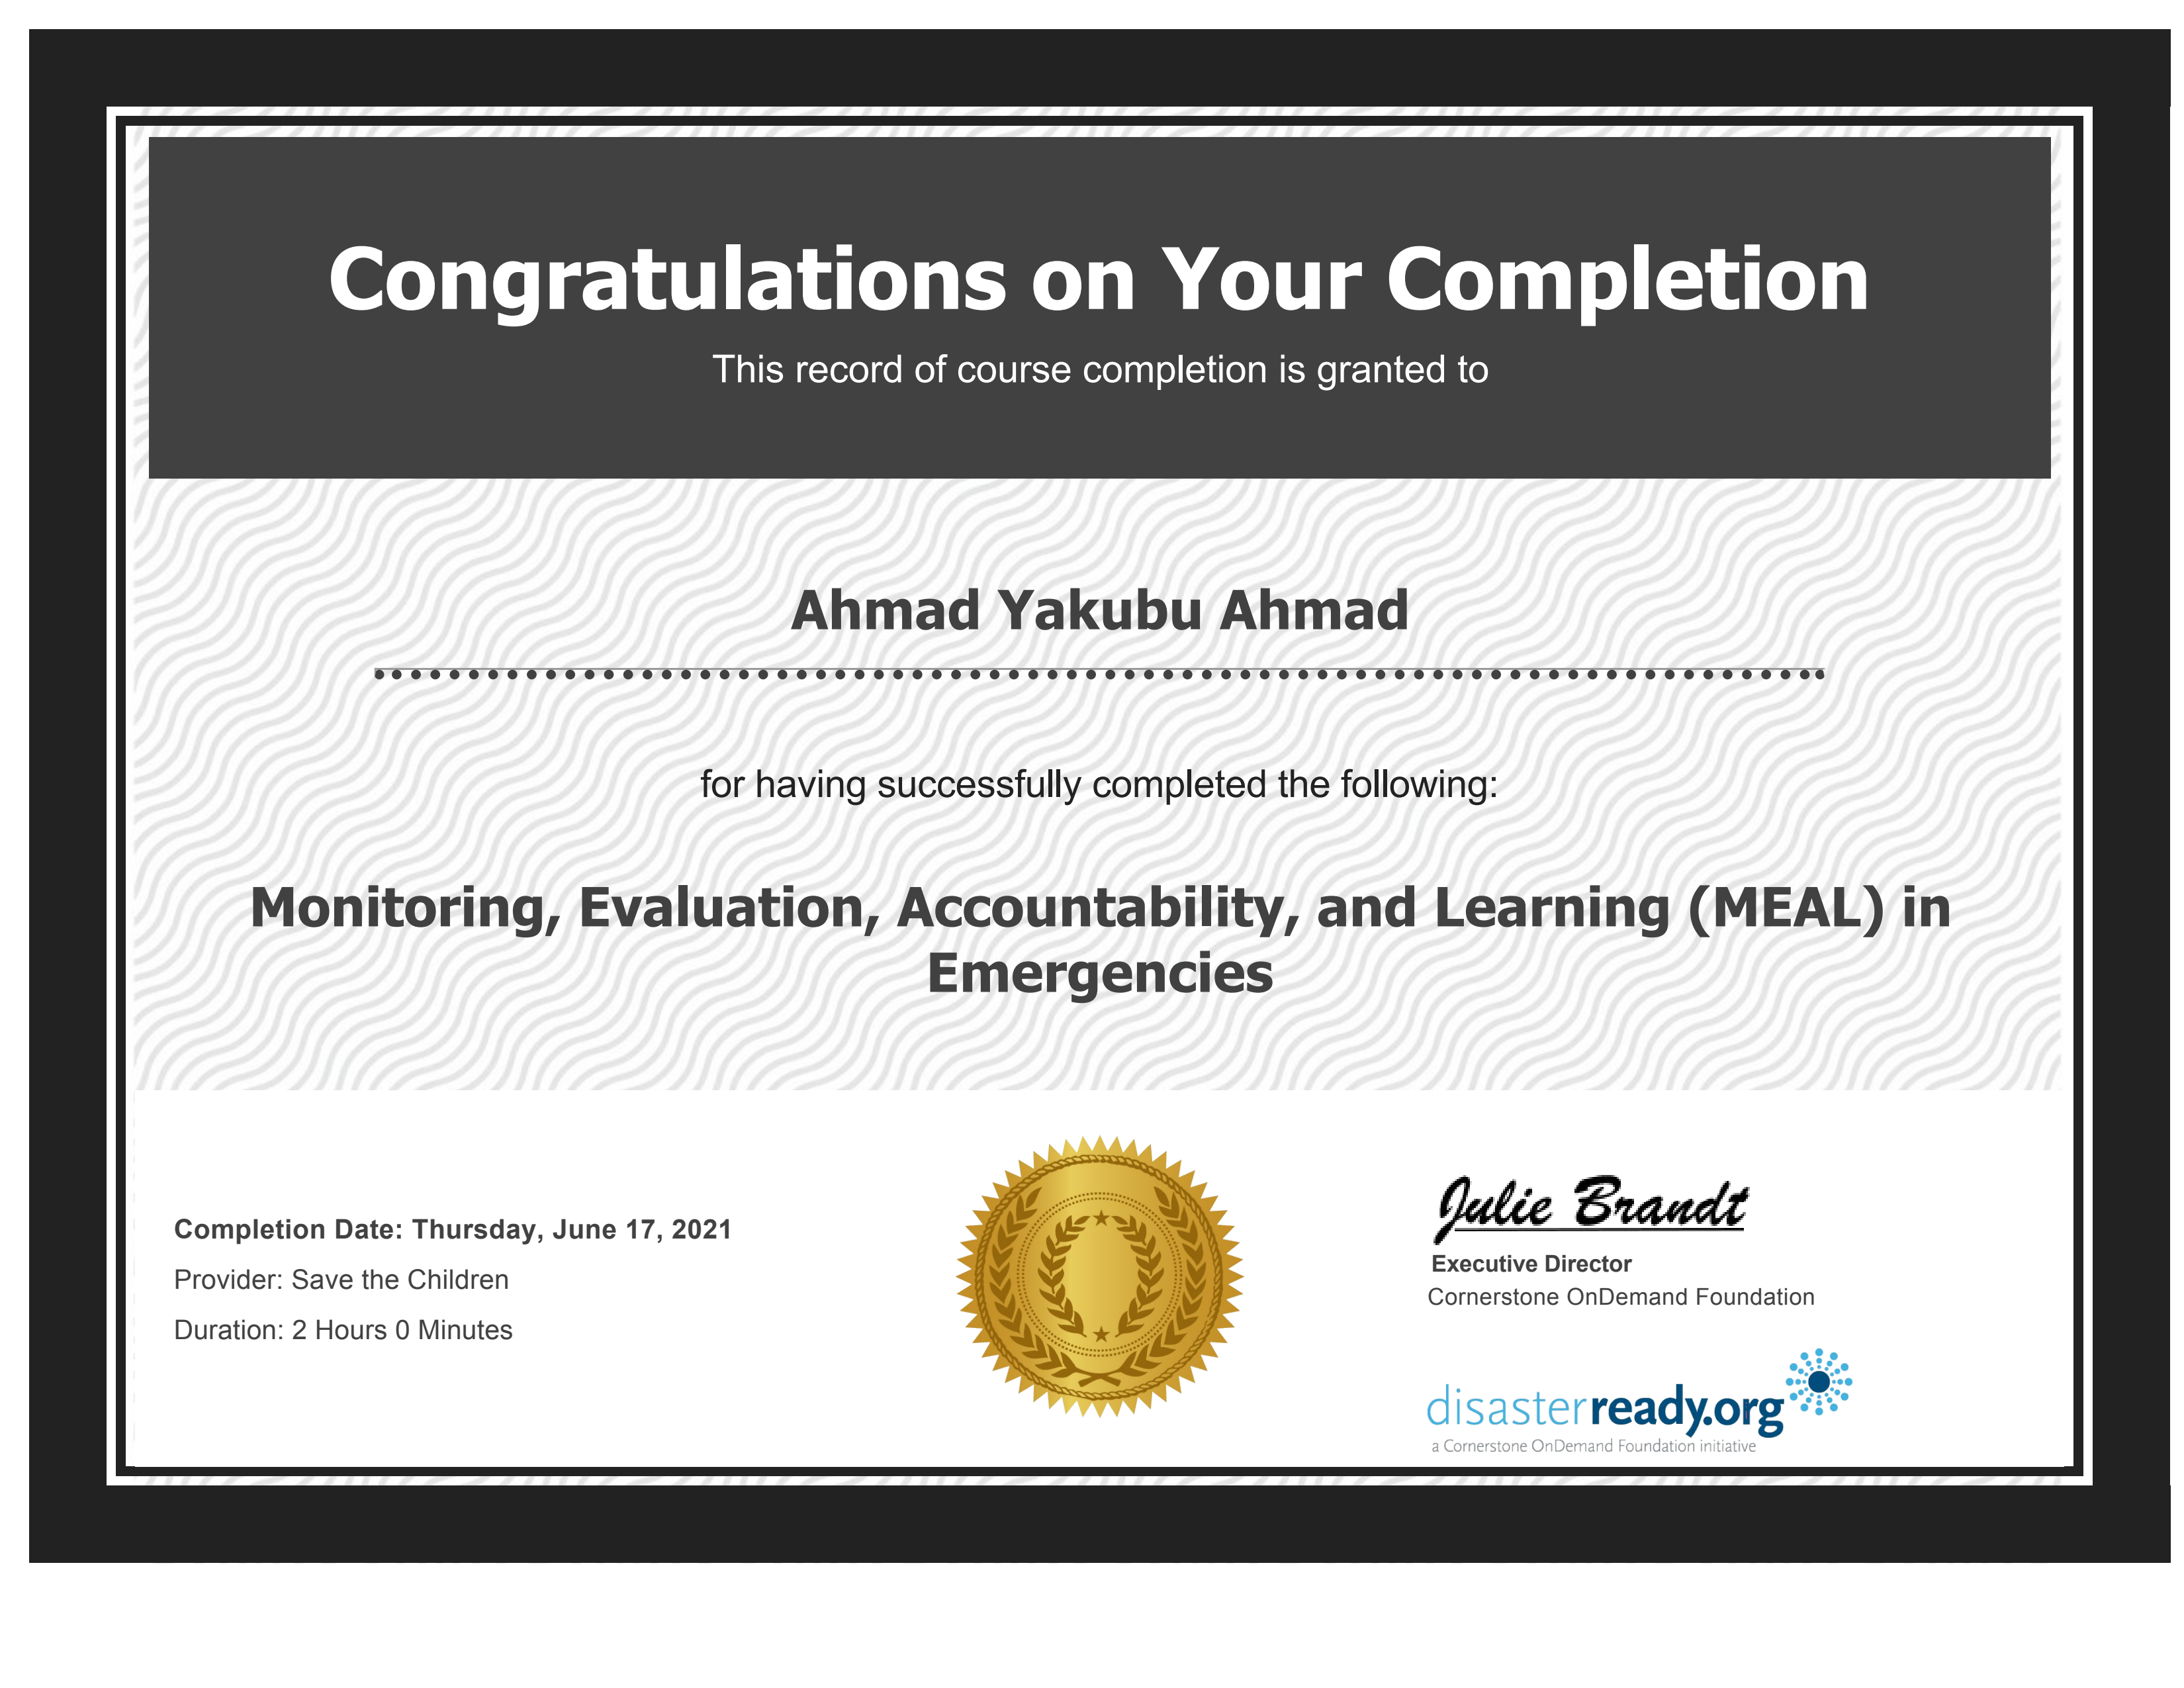 Congratulations on Your Completion
This record of course completion is granted to
Ahmad Yakubu Ahmad
for having successfully completed the following:
Monitoring, Evaluation, Accountability, and Learning (MEAL) in
Emergencies
Completion Date: Thursday, June 17, 2021
Provider: Save the Children
Duration: 2 Hours 0 Minutes
Julie Brandt
Executive Director
Cornerstone OnDemand Foundation
disasterready.org
a Cornerstone OnDemand Foundation initiative